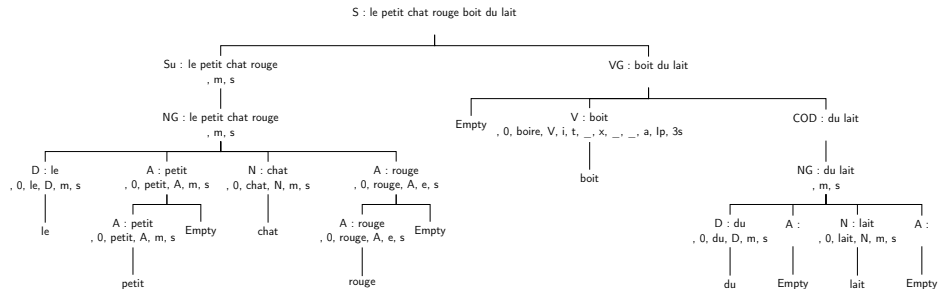 S : le petit chat rouge boit du lait
Su : le petit chat rouge
, m, s
VG : boit du lait
NG : le petit chat rouge
, m, s
Empty
V : boit
, 0, boire, V, i, t, _, x, _, _, a, Ip, 3s
COD : du lait
D : le
, 0, le, D, m, s
A : petit
, 0, petit, A, m, s
N : chat
, 0, chat, N, m, s
A : rouge
, 0, rouge, A, e, s
boit
NG : du lait
, m, s
le
A : petit
, 0, petit, A, m, s
Empty
chat
A : rouge
, 0, rouge, A, e, s
Empty
D : du
, 0, du, D, m, s
A :
N : lait
, 0, lait, N, m, s
A :
petit
rouge
du
Empty
lait
Empty